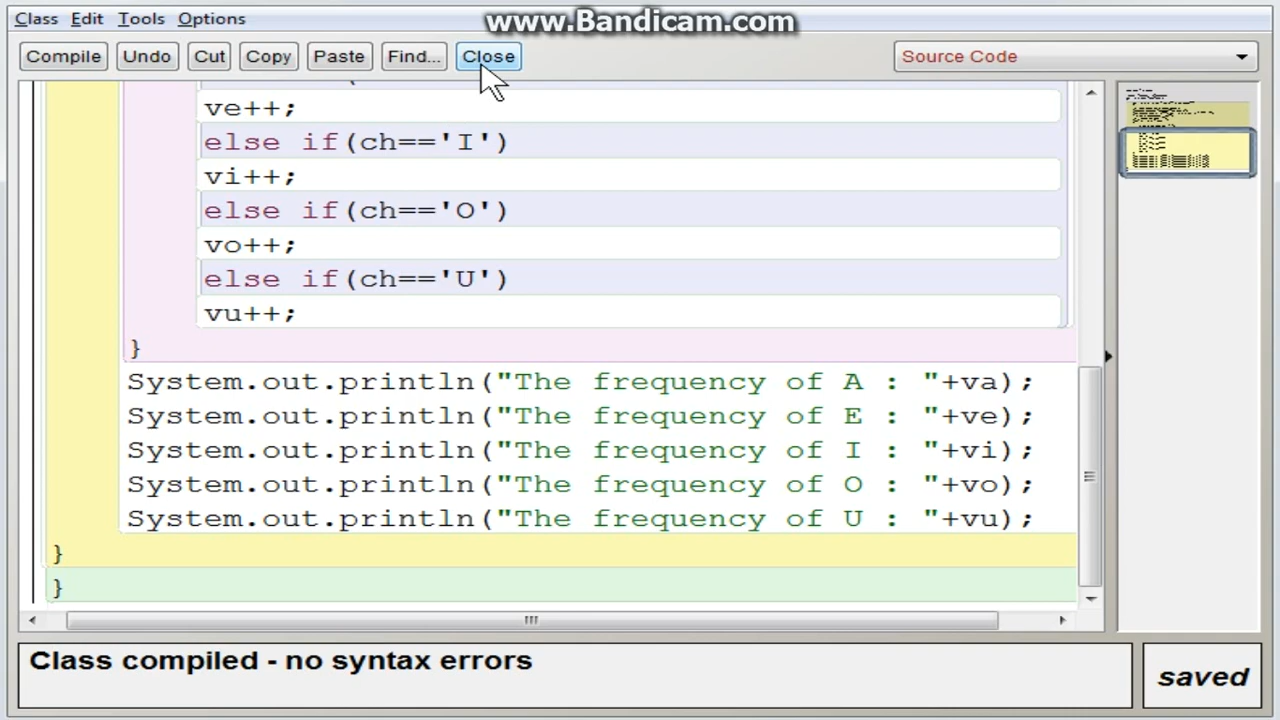 www.Bandicam.com
Class Edit Tools Options
Compile Undo Cut Copy Paste Find... Close Source Code
ve++;
else if(ch=='I')
vi++;
else if(ch=='O')
vo++;
else if(ch=='U')
vu++;
}
System.out.println("The frequency of A : "+va);
System.out.println("The frequency of E : "+ve);
System.out.println("The frequency of I : "+vi);
System.out.println("The frequency of O : "+vo);
System.out.println("The frequency of U : "+vu);
}
}
Class compiled - no syntax errors
saved